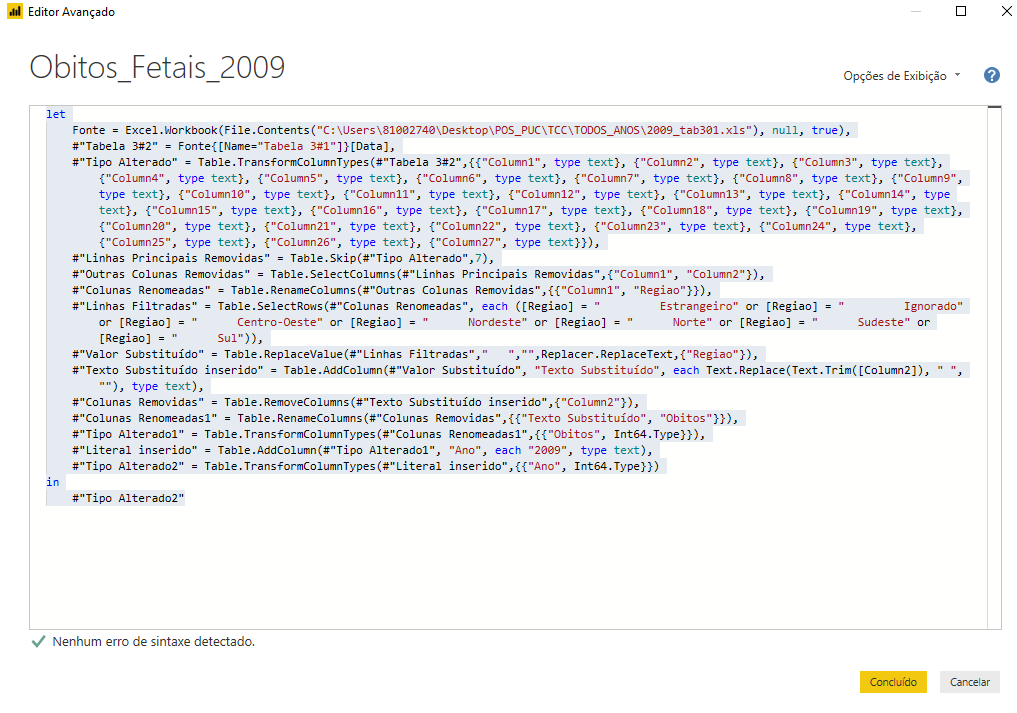 Editor Avançado
Obitos_Fetais_2009
Opções de Exibição
?
let
Fonte = Excel.Workbook(File.Contents("C:\Users\81002740\Desktop\POS_PUC\TCC\TODOS_ANOS\2009_tab301.xls"), null, true),
#"Tabela 3#2" = Fonte{[Name="Tabela 3#1"]}[Data],
#"Tipo Alterado" = Table.TransformColumnTypes(#"Tabela 3#2",{{"Column1", type text}, {"Column2", type text}, {"Column3", type text},
{"Column4", type text}, {"Column5", type text}, {"Column6", type text}, {"Column7", type text}, {"Column8", type text}, {"Column9",
type text}, {"Column10", type text}, {"Column11", type text}, {"Column12", type text}, {"Column13", type text}, {"Column14", type
text}, {"Column15", type text}, {"Column16", type text}, {"Column17", type text}, {"Column18", type text}, {"Column19", type text},
{"Column20", type text}, {"Column21", type text}, {"Column22", type text}, {"Column23", type text}, {"Column24", type text},
{"Column25", type text}, {"Column26", type text}, {"Column27", type text}}),
#"Linhas Principais Removidas" = Table.Skip(#"Tipo Alterado",7),
#"Outras Colunas Removidas" = Table.SelectColumns(#"Linhas Principais Removidas",{"Column1", "Column2"}),
#"Colunas Renomeadas" = Table.RenameColumns(#"Outras Colunas Removidas",{{"Column1", "Regiao"}}),
#"Linhas Filtradas" = Table.SelectRows(#"Colunas Renomeadas", each ([Regiao] = "         Estrangeiro" or [Regiao] = "         Ignorado"
or [Regiao] = "      Centro-Oeste" or [Regiao] = "      Nordeste" or [Regiao] = "      Norte" or [Regiao] = "      Sudeste" or
[Regiao] = "      Sul")),
#"Valor Substituído" = Table.ReplaceValue(#"Linhas Filtradas","   ","",Replacer.ReplaceText,{"Regiao"}),
#"Texto Substituído inserido" = Table.AddColumn(#"Valor Substituído", "Texto Substituído", each Text.Replace(Text.Trim([Column2]), " ",
""), type text),
#"Colunas Removidas" = Table.RemoveColumns(#"Texto Substituído inserido",{"Column2"}),
#"Colunas Renomeadas1" = Table.RenameColumns(#"Colunas Removidas",{{"Texto Substituído", "Obitos"}}),
#"Tipo Alterado1" = Table.TransformColumnTypes(#"Colunas Renomeadas1",{{"Obitos", Int64.Type}}),
#"Literal inserido" = Table.AddColumn(#"Tipo Alterado1", "Ano", each "2009", type text),
#"Tipo Alterado2" = Table.TransformColumnTypes(#"Literal inserido",{{"Ano", Int64.Type}})
in
#"Tipo Alterado2"
Nenhum erro de sintaxe detectado.
Concluído
Cancelar